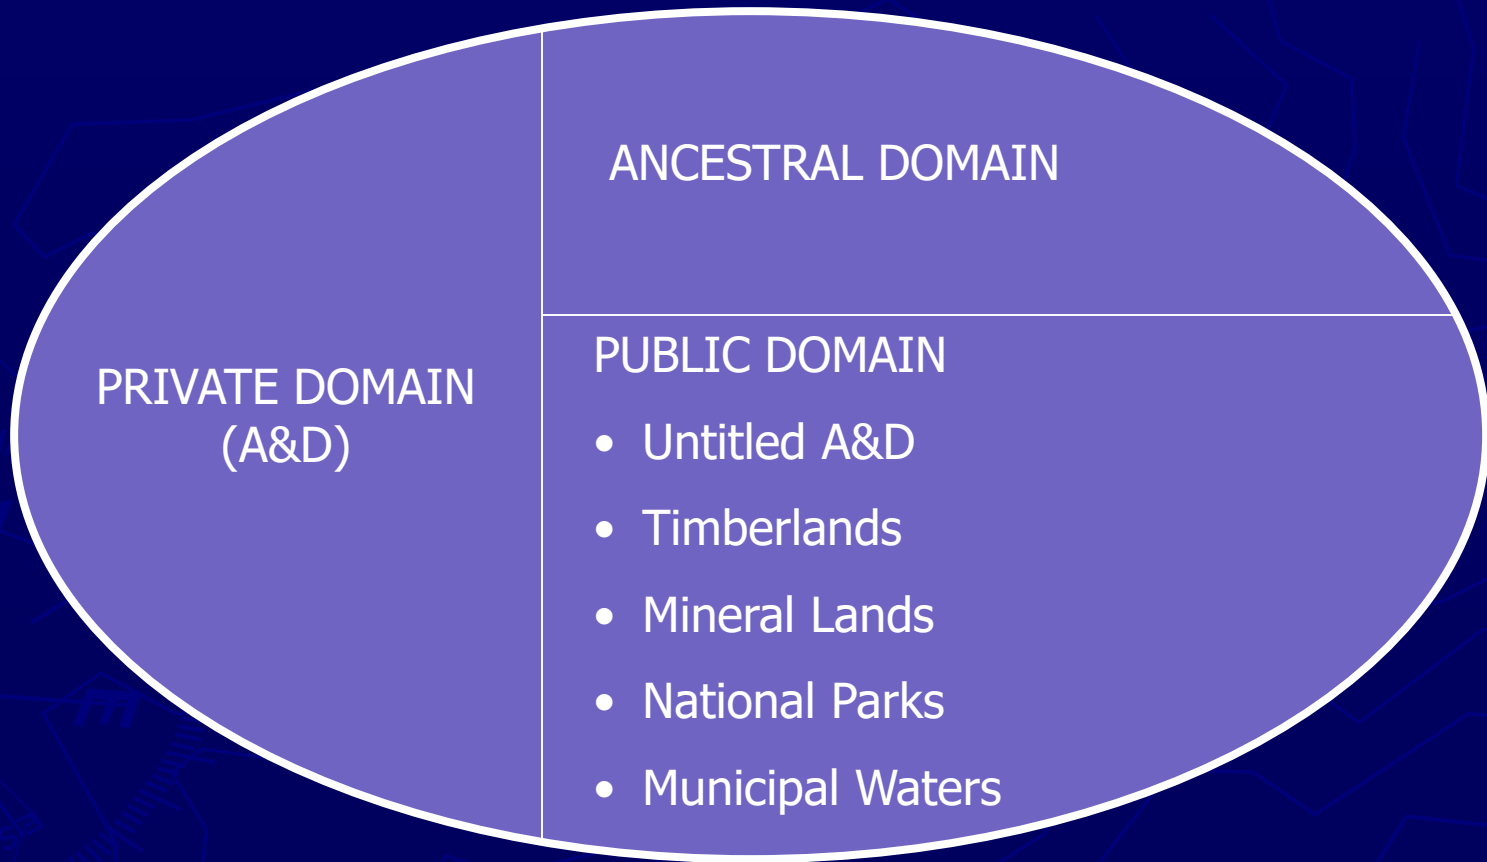 ANCESTRAL DOMAIN
PRIVATE DOMAIN
(A&D)
PUBLIC DOMAIN
• Untitled A&D
• Timberlands
• Mineral Lands
• National Parks
• Municipal Waters